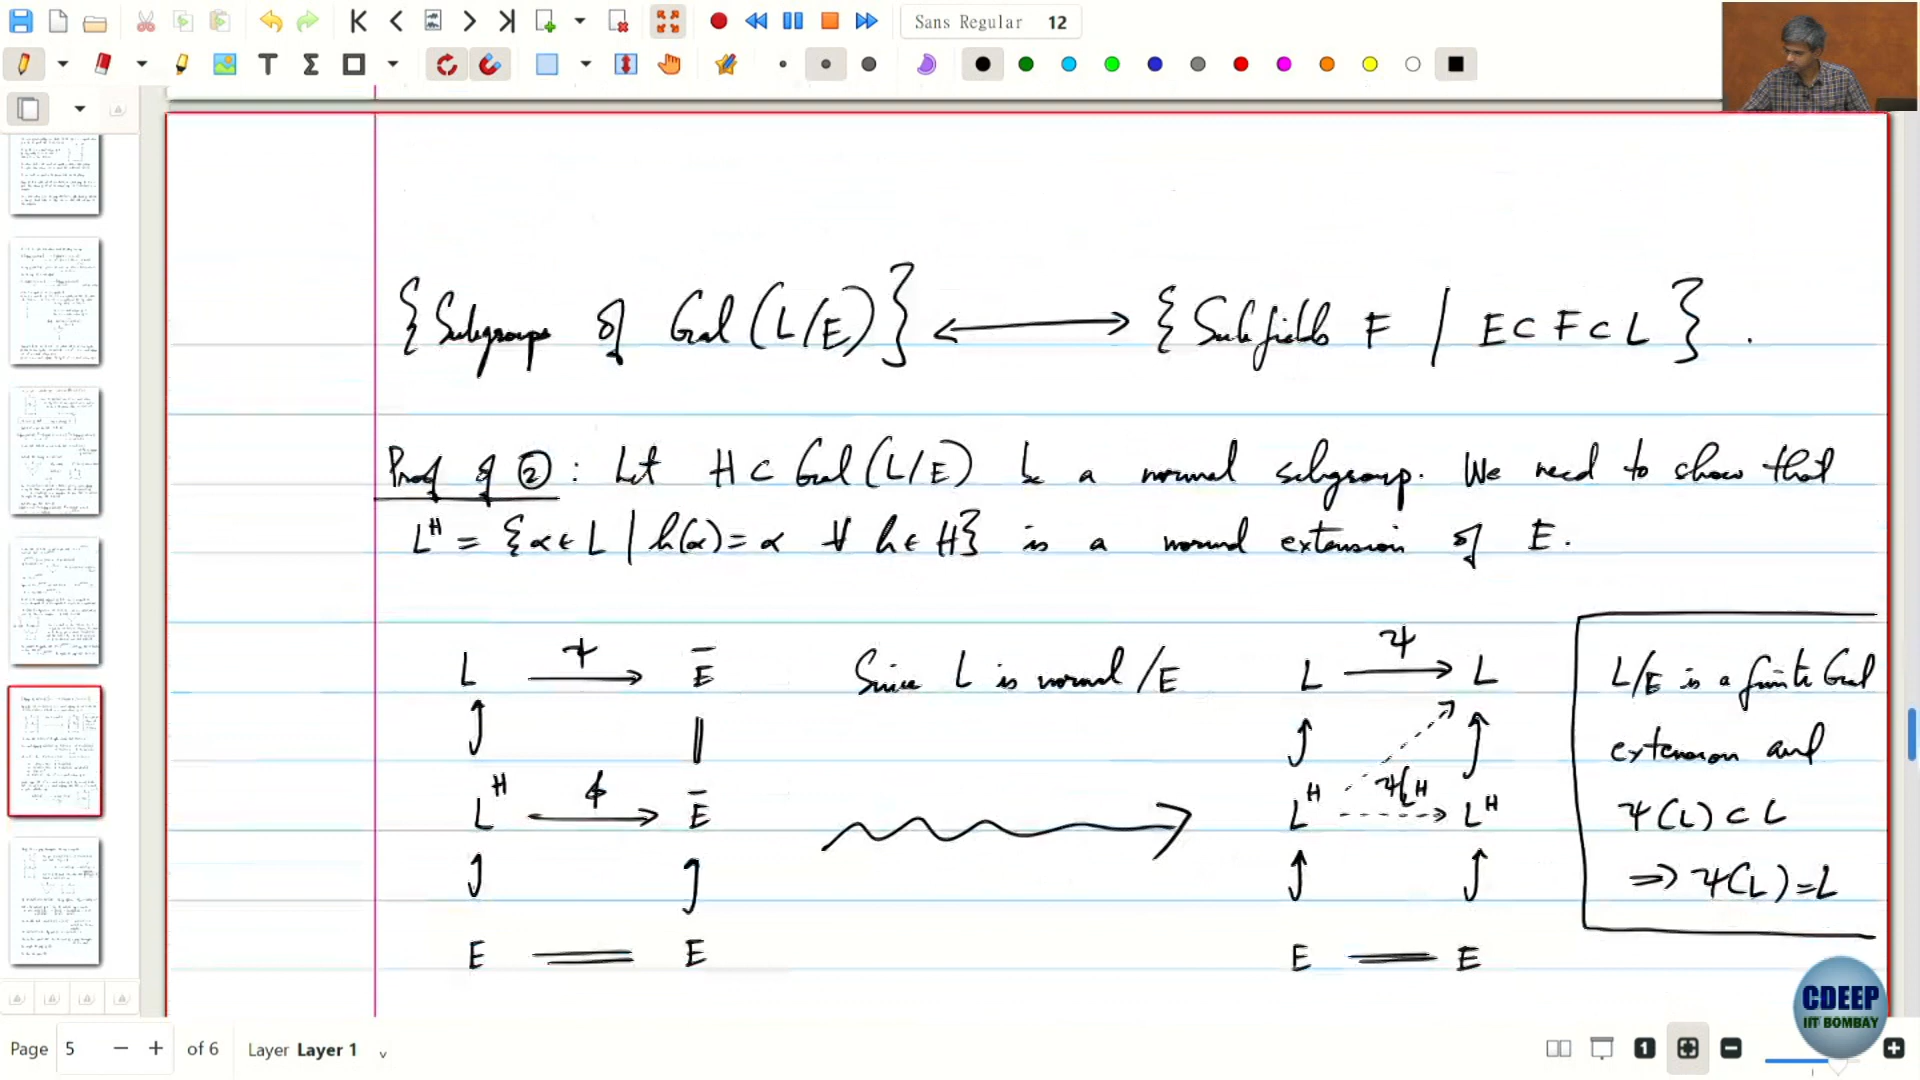 Sans Regular 12
{Subgroups of Gal(L/E)} ⟷ {Subfields F | E⊂F⊂L}.
Proof of ②: Let H⊂Gal(L/E) be a normal subgroup. We need to show that
L^H = {α∈L | h(α)=α ∀ h∈H} is a normal extension of E.
L ψ Ē Since L is normal /E L ψ L L/E is a finite Gal
extension and
L^H ϕ Ē L^H ψ|_{L^H} L^H ψ(L)⊂L
⇒ ψ(L)=L
E E E E
CDEEP
IIT BOMBAY
Page 5 of 6 Layer Layer 1